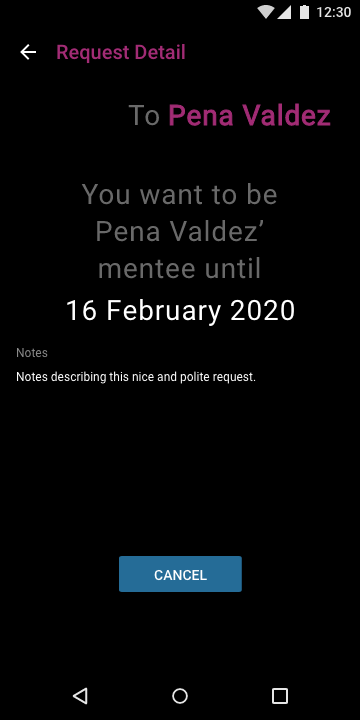 12:30
Request Detail
To Pena Valdez
You want to be
Pena Valdez’
mentee until
16 February 2020
Notes
Notes describing this nice and polite request.
CANCEL